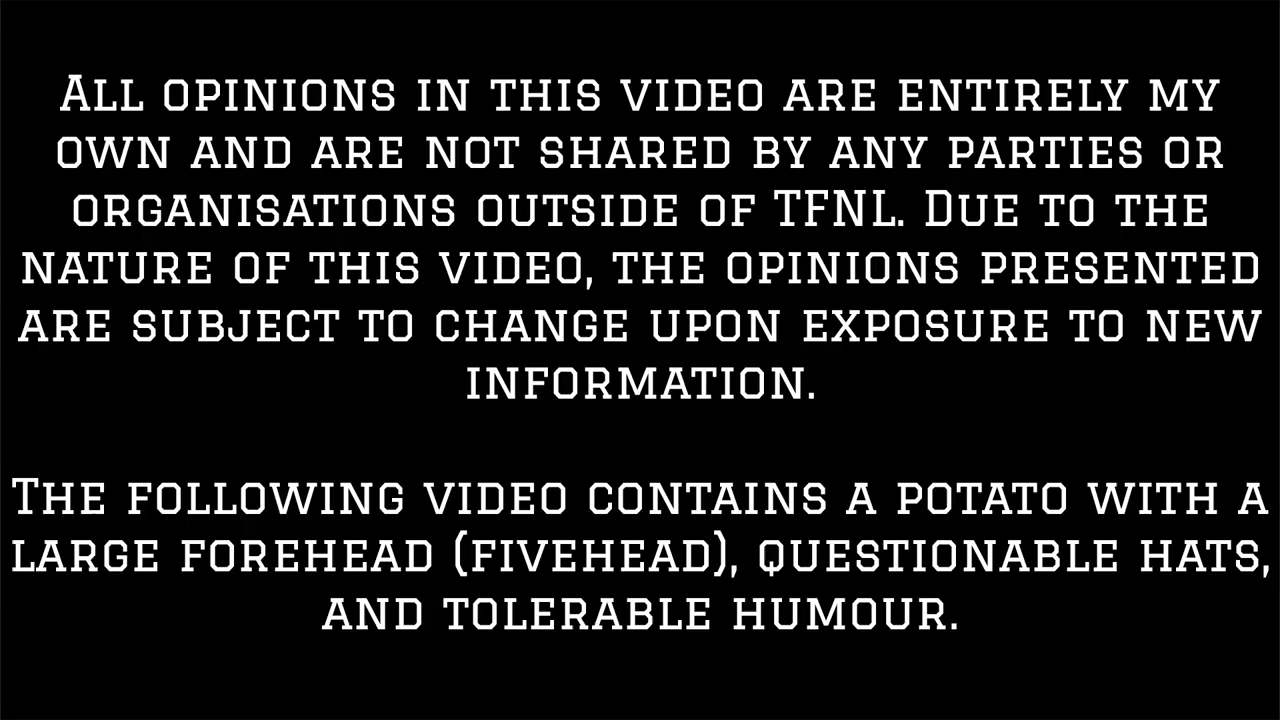 All opinions in this video are entirely my
own and are not shared by any parties or
organisations outside of TFNL. Due to the
nature of this video, the opinions presented
are subject to change upon exposure to new
information.
The following video contains a potato with a
large forehead (fivehead), questionable hats,
and tolerable humour.